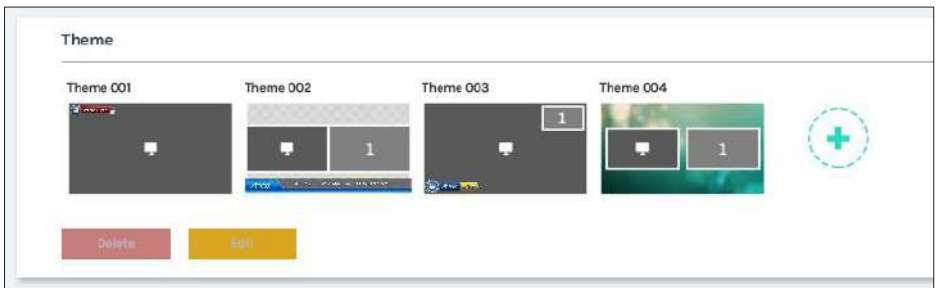 Theme
Theme 001 Theme 002 Theme 003 Theme 004
1
1 1
Delete Edit